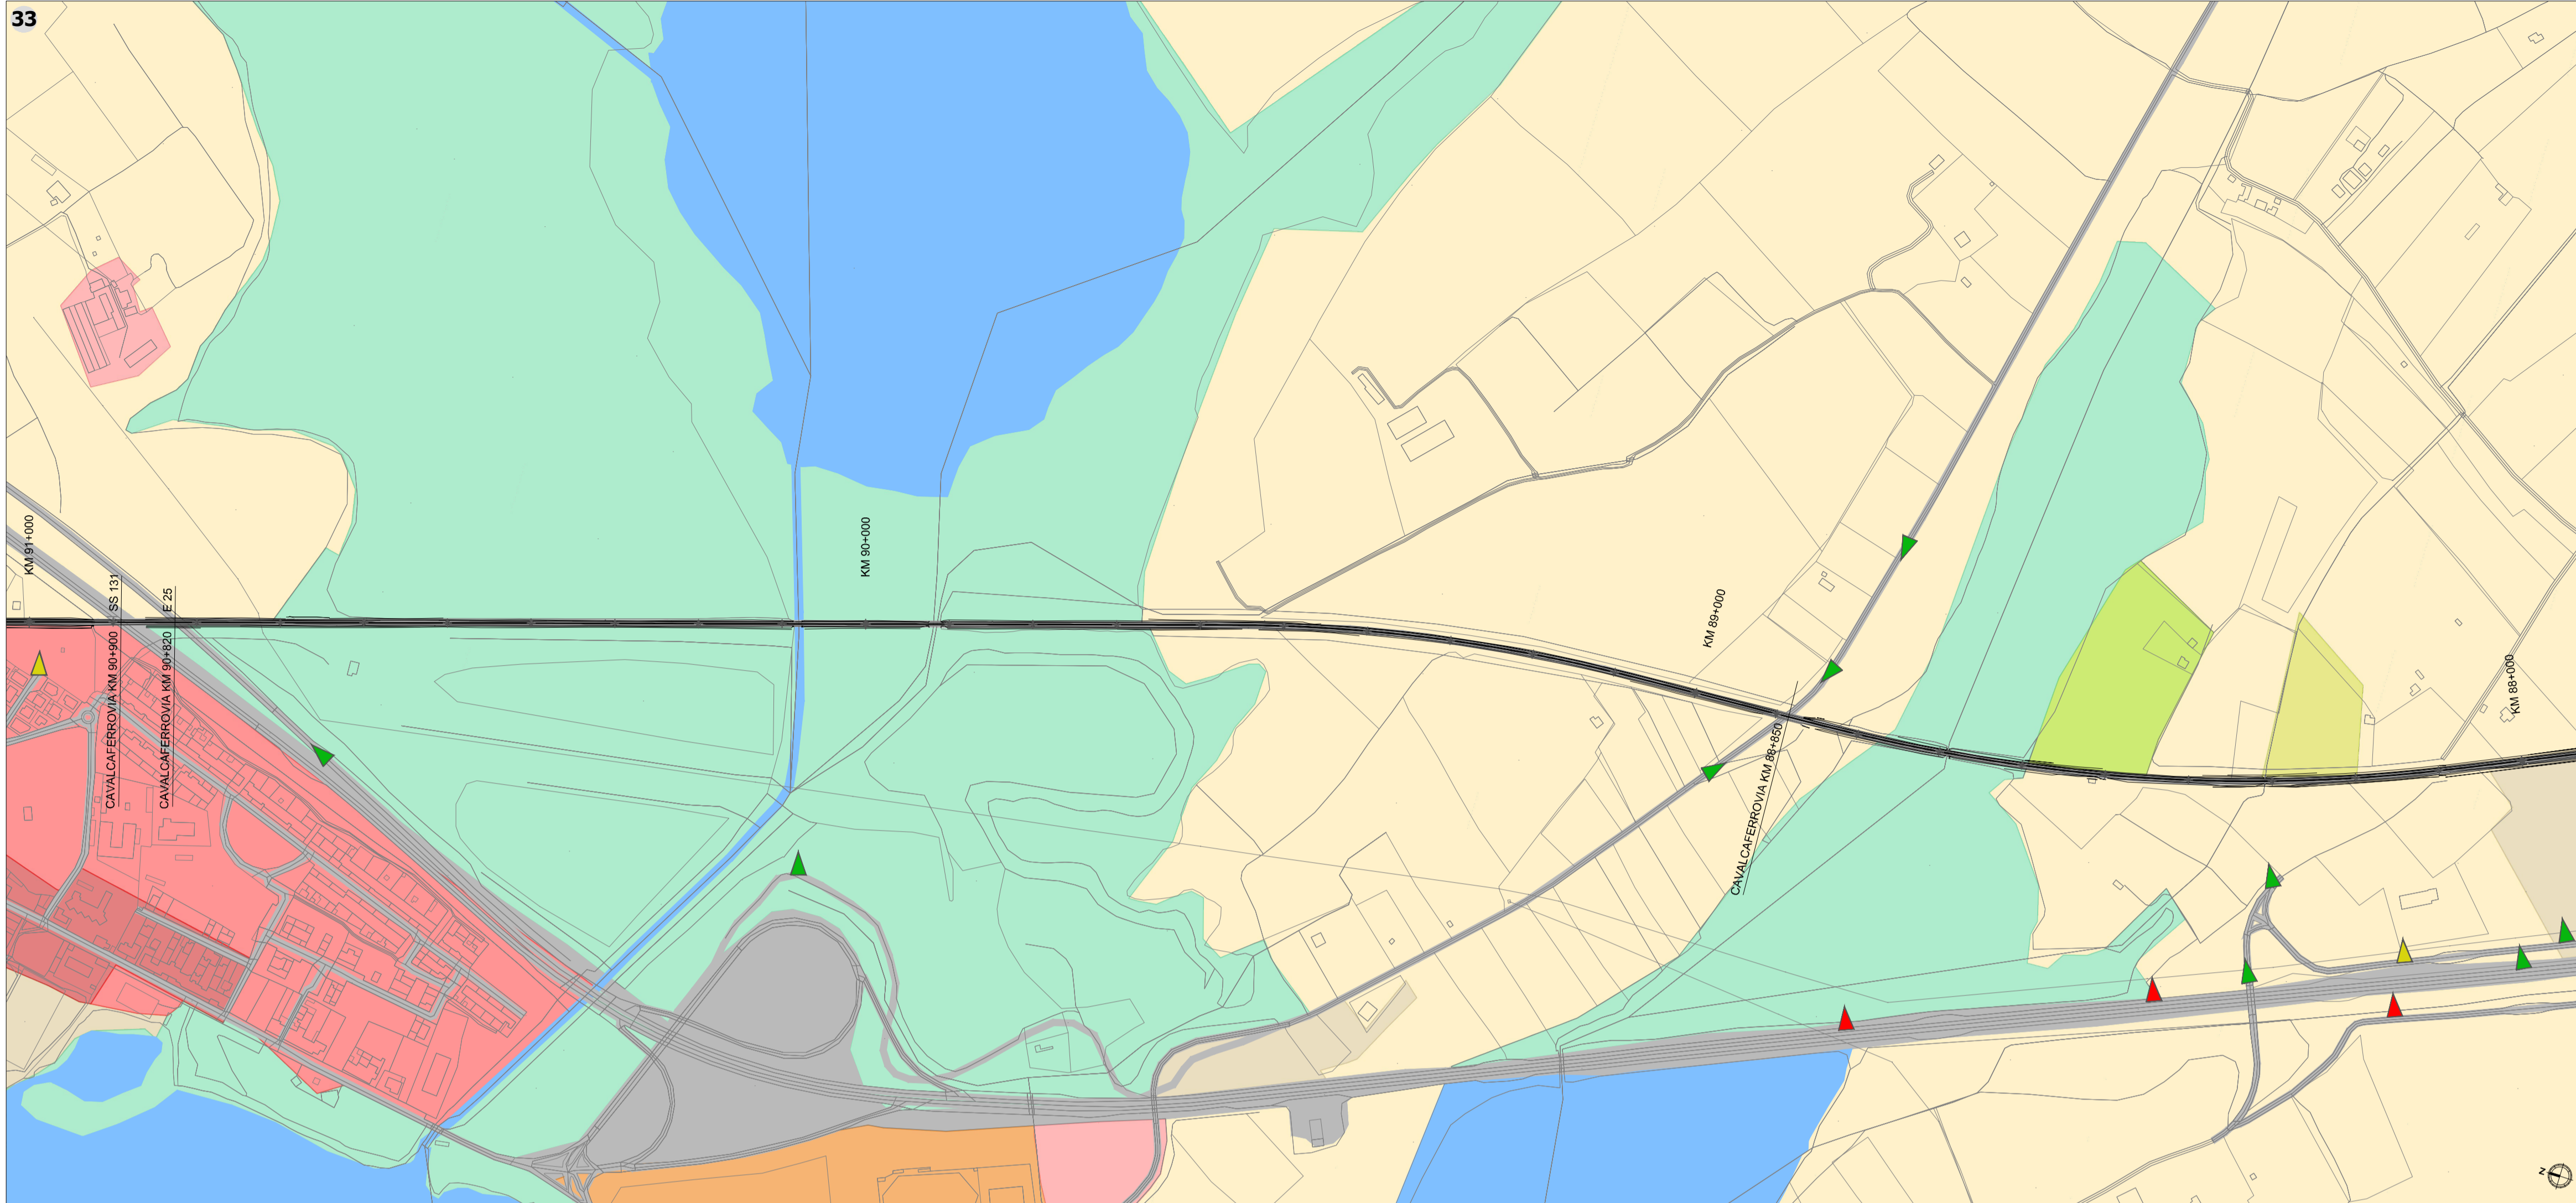 33
KM 91+000
CAVALCAFERROVIA KM 90+900 SS 131
CAVALCAFERROVIA KM 90+820 E 25
KM 90+000
KM 89+000
CAVALCAFERROVIA KM 88+850
KM 88+000
N